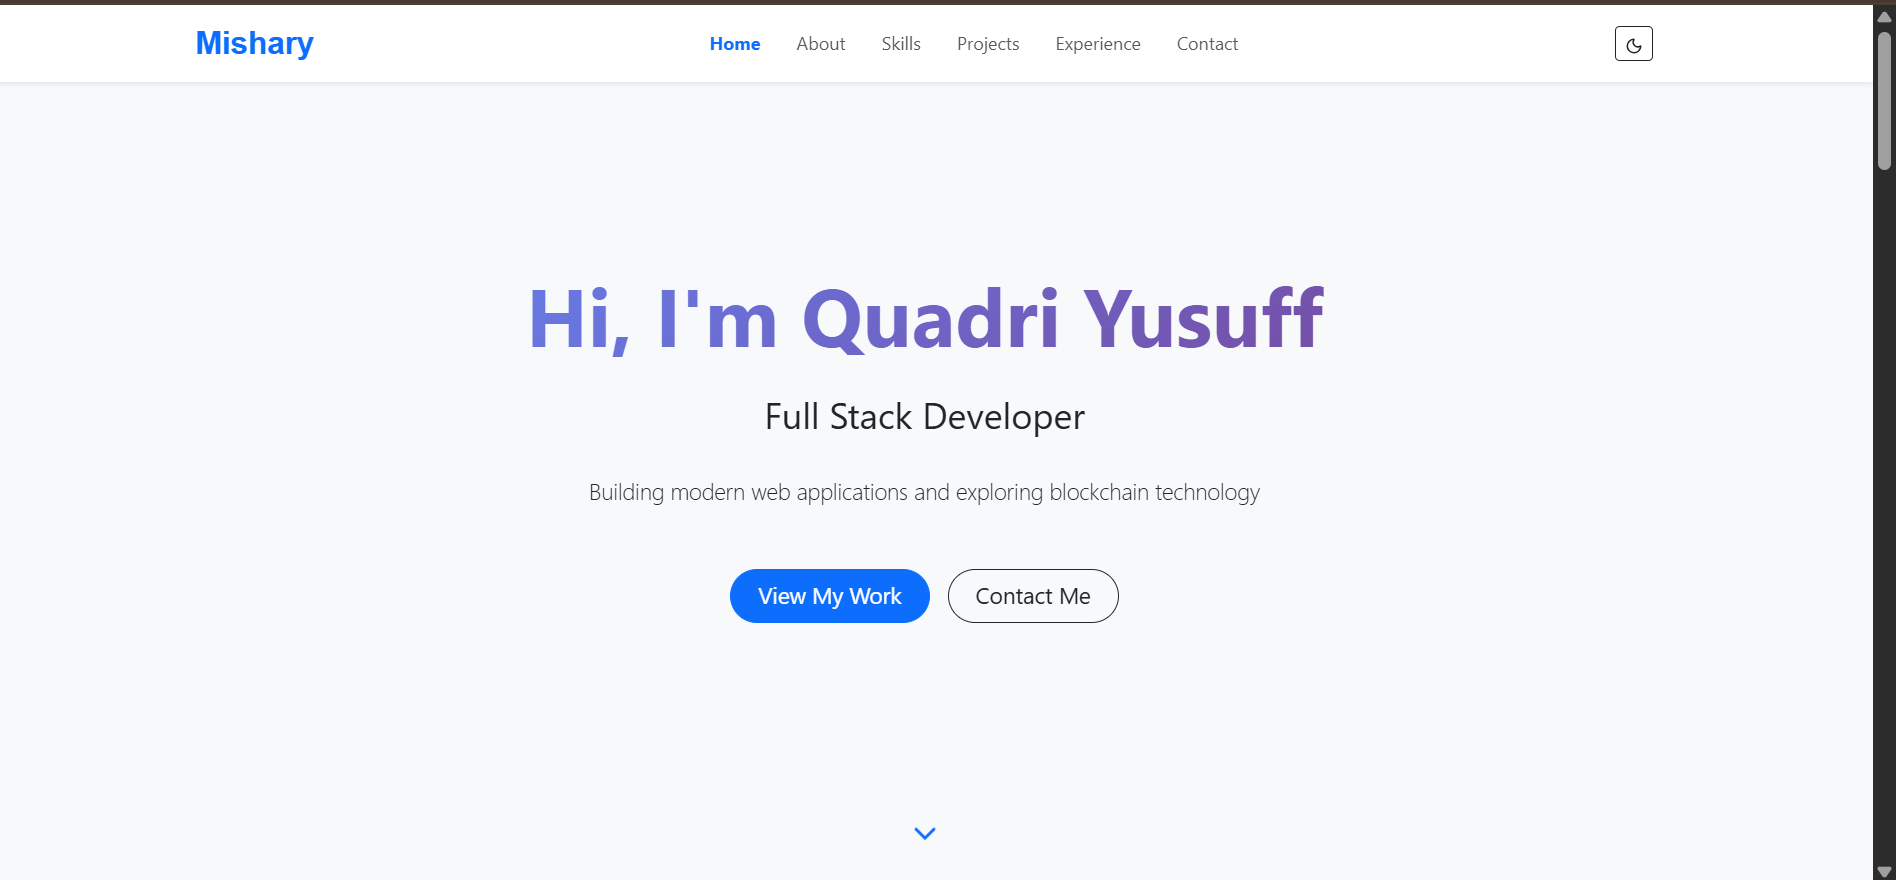 Mishary
Home About Skills Projects Experience Contact
Hi, I'm Quadri Yusuff
Full Stack Developer
Building modern web applications and exploring blockchain technology
View My Work Contact Me